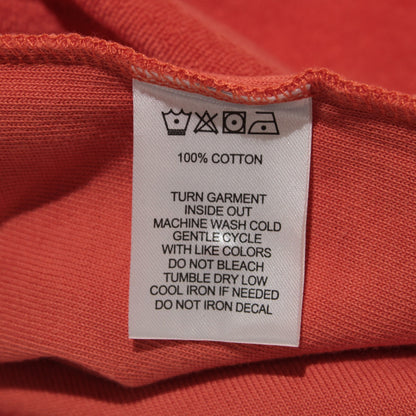 100% COTTON
TURN GARMENT
INSIDE OUT
MACHINE WASH COLD
GENTLE CYCLE
WITH LIKE COLORS
DO NOT BLEACH
TUMBLE DRY LOW
COOL IRON IF NEEDED
DO NOT IRON DECAL